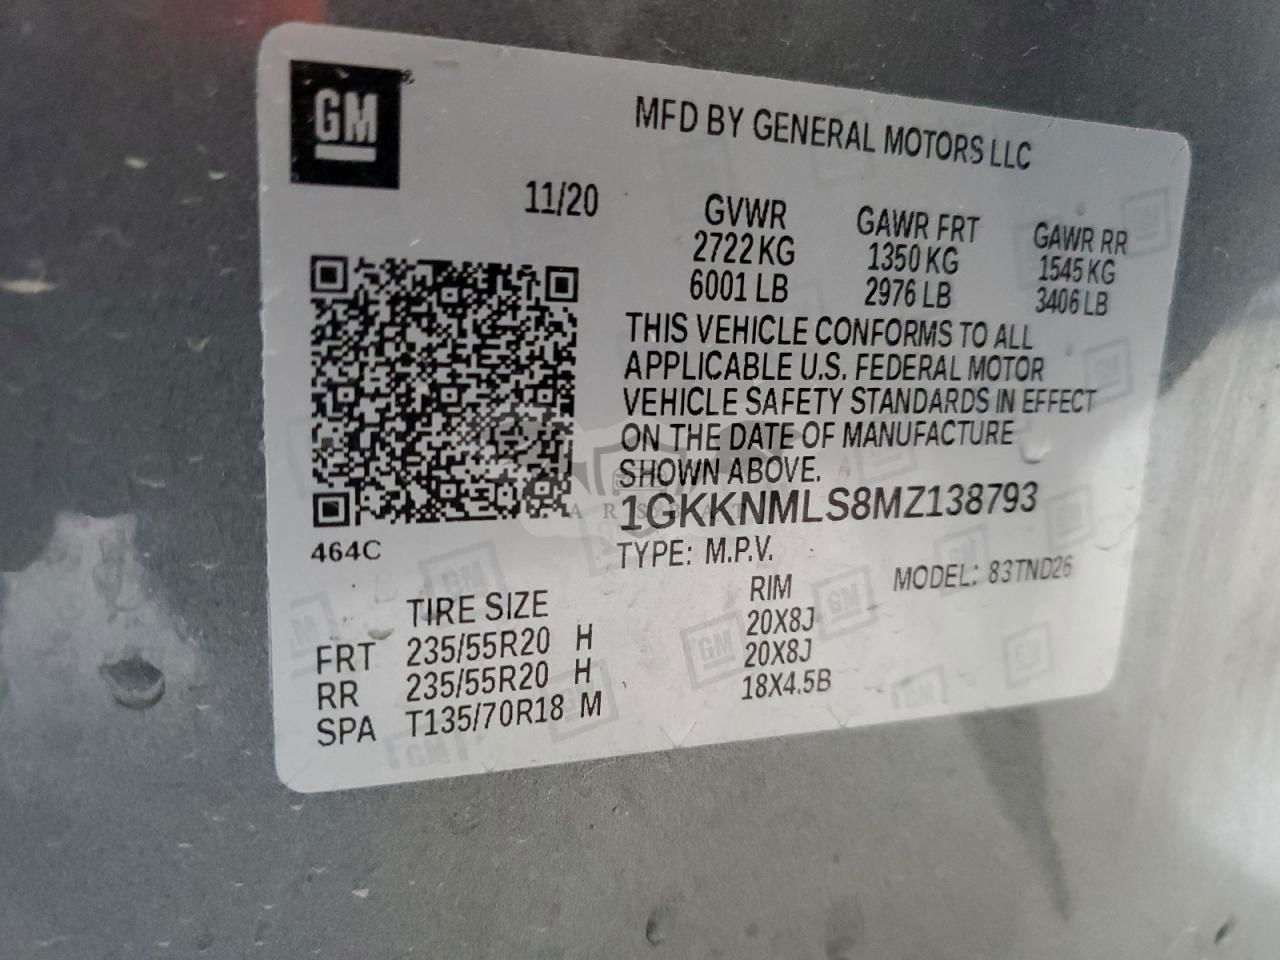 GM
MFD BY GENERAL MOTORS LLC
11/20
GVWR GAWR FRT GAWR RR
2722 KG 1350 KG 1545 KG
6001 LB 2976 LB 3406 LB
THIS VEHICLE CONFORMS TO ALL
APPLICABLE U.S. FEDERAL MOTOR
VEHICLE SAFETY STANDARDS IN EFFECT
ON THE DATE OF MANUFACTURE
SHOWN ABOVE.
1GKKNMLS8MZ138793
464C
TYPE: M.P.V. MODEL: 83TND26
TIRE SIZE RIM
FRT 235/55R20 H 20X8J
RR 235/55R20 H 20X8J
SPA T135/70R18 M 18X4.5B